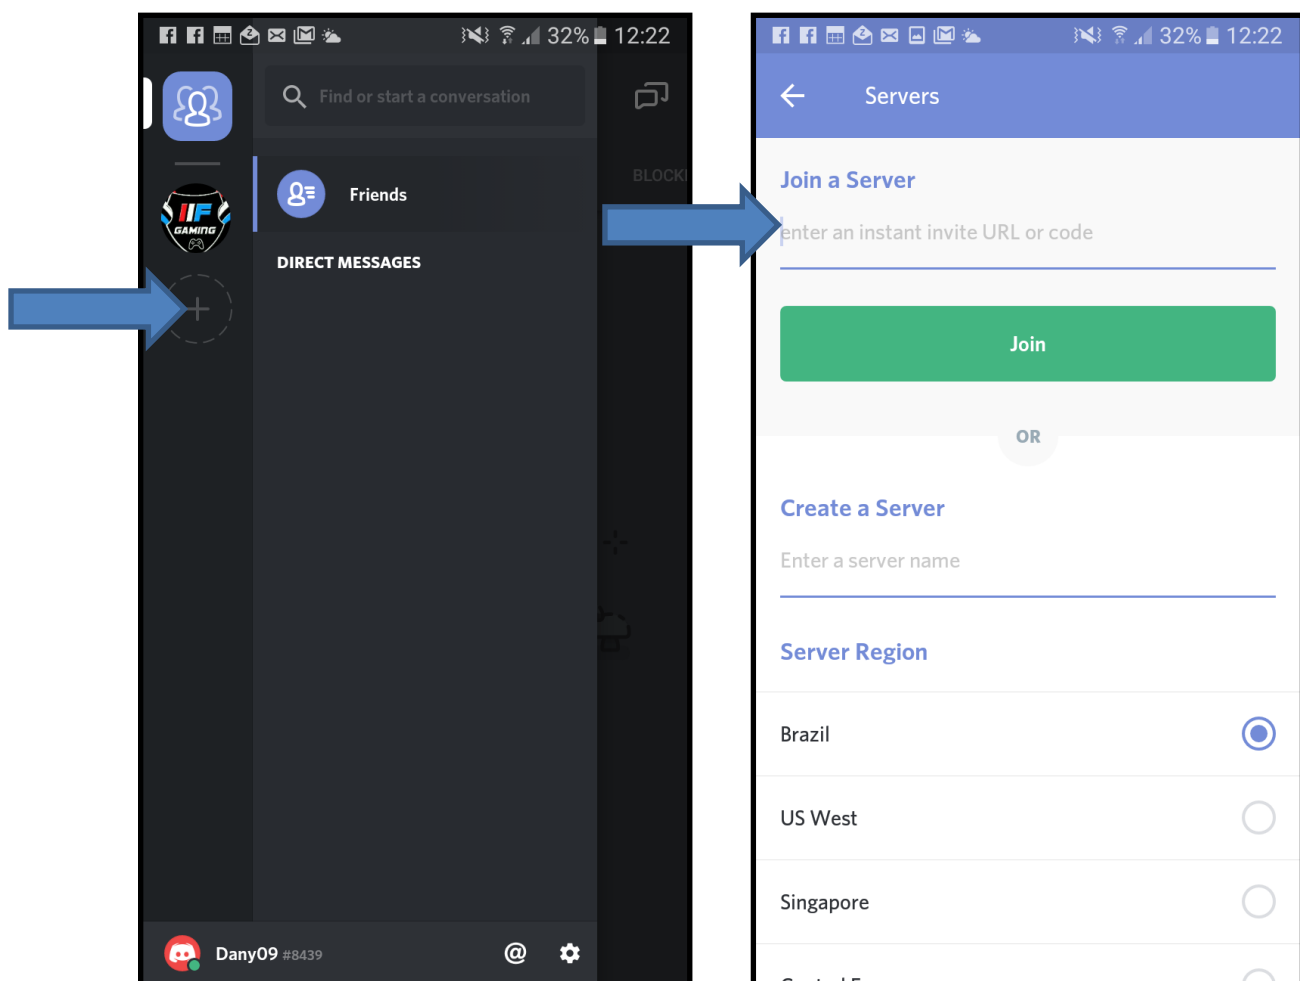 32% 12:22
Find or start a conversation
Friends
IIF
GAMING
DIRECT MESSAGES
Dany09 #8439
@
32% 12:22
Servers
Join a Server
enter an instant invite URL or code
Join
OR
Create a Server
Enter a server name
Server Region
Brazil
US West
Singapore